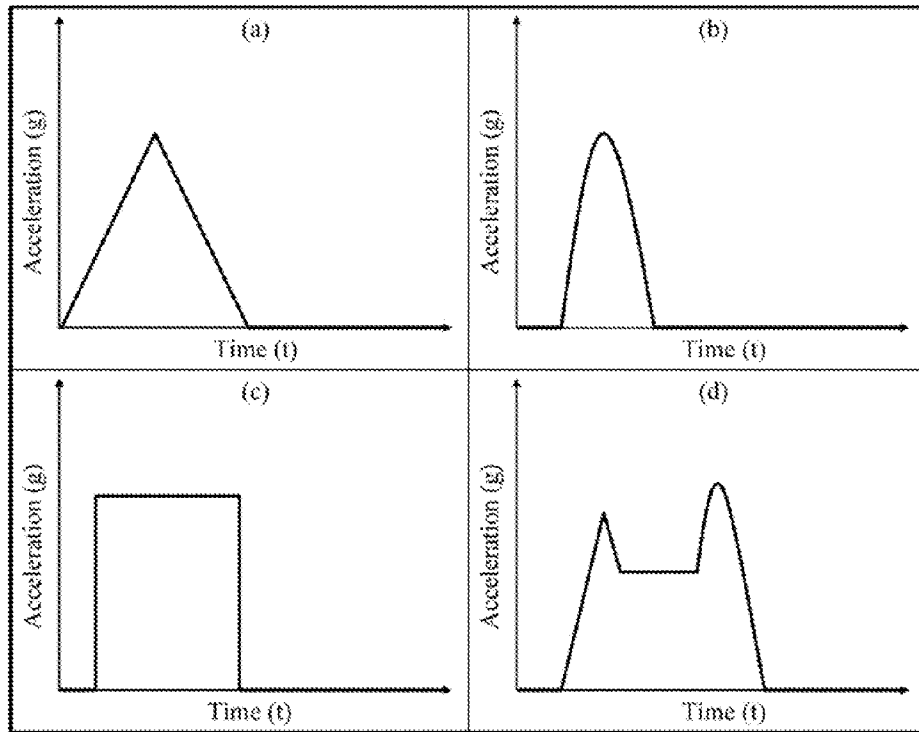 (a)
Acceleration (g)
Time (t)
(b)
Acceleration (g)
Time (t)
(c)
Acceleration (g)
Time (t)
(d)
Acceleration (g)
Time (t)